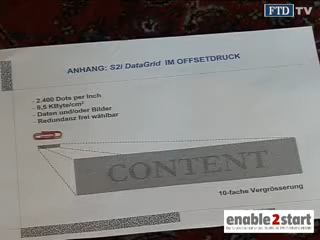 FTD TV
ANHANG: S2i DataGrid IM OFFSETDRUCK
- 2.400 Dots per Inch
- 6,5 KByte/cm²
- Daten und/oder Bilder
- Redundanz frei wählbar
CONTENT
10-fache Vergrösserung
enable2start